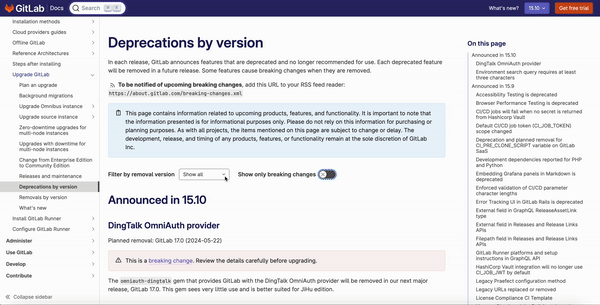 GitLab Docs
Search
What's new?
15.10
Get free trial
Installation methods
Cloud providers guides
Offline GitLab
Reference Architectures
Steps after installing
Upgrade GitLab
Plan an upgrade
Background migrations
Upgrade Omnibus instance
Upgrade source instance
Zero-downtime upgrades for
multi-node instances
Upgrades with downtime for
multi-node instances
Change from Enterprise Edition
to Community Edition
Releases and maintenance
Deprecations by version
Removals by version
What's new
Install GitLab Runner
Configure GitLab Runner
Administer
Use GitLab
Develop
Contribute
Collapse sidebar
Deprecations by version
In each release, GitLab announces features that are deprecated and no longer recommended for use. Each deprecated
feature will be removed in a future release. Some features cause breaking changes when they are removed.
To be notified of upcoming breaking changes, add this URL to your RSS feed reader:
https://about.gitlab.com/breaking-changes.xml
This page contains information related to upcoming products, features, and functionality. It is important to note that
the information presented is for informational purposes only. Please do not rely on this information for purchasing or
planning purposes. As with all projects, the items mentioned on this page are subject to change or delay. The
development, release, and timing of any products, features, or functionality remain at the sole discretion of GitLab
Inc.
Filter by removal version
Show all
Show only breaking changes
Announced in 15.10
DingTalk OmniAuth provider
Planned removal: GitLab 17.0 (2024-05-22)
This is a breaking change. Review the details carefully before upgrading.
The omniauth-dingtalk gem that provides GitLab with the DingTalk OmniAuth provider will be removed in our next major
release, GitLab 17.0. This gem sees very little use and is better suited for JiHu edition.
On this page
Announced in 15.10
DingTalk OmniAuth provider
Environment search query requires at least
three characters
Announced in 15.9
Accessibility Testing is deprecated
Browser Performance Testing is deprecated
CI/CD jobs will fail when no secret is returned
from Hashicorp Vault
Default CI/CD job token (CI_JOB_TOKEN)
scope changed
Deprecation and planned removal for
CI_PRE_CLONE_SCRIPT variable on GitLab
SaaS
Development dependencies reported for PHP and
Python
Embedding Grafana panels in Markdown is
deprecated
Enforced validation of CI/CD parameter
character lengths
Error Tracking UI in GitLab Rails is deprecated
External field in GraphQL ReleaseAssetLink
type
External field in Releases and Release Links
APIs
Filepath field in Releases and Release Links
APIs
GitLab Runner platforms and setup
instructions in GraphQL API
HashiCorp Vault integration will no longer use
CI_JOB_JWT by default
Legacy Praefect configuration method
Legacy URLs replaced or removed
License Compliance CI Template